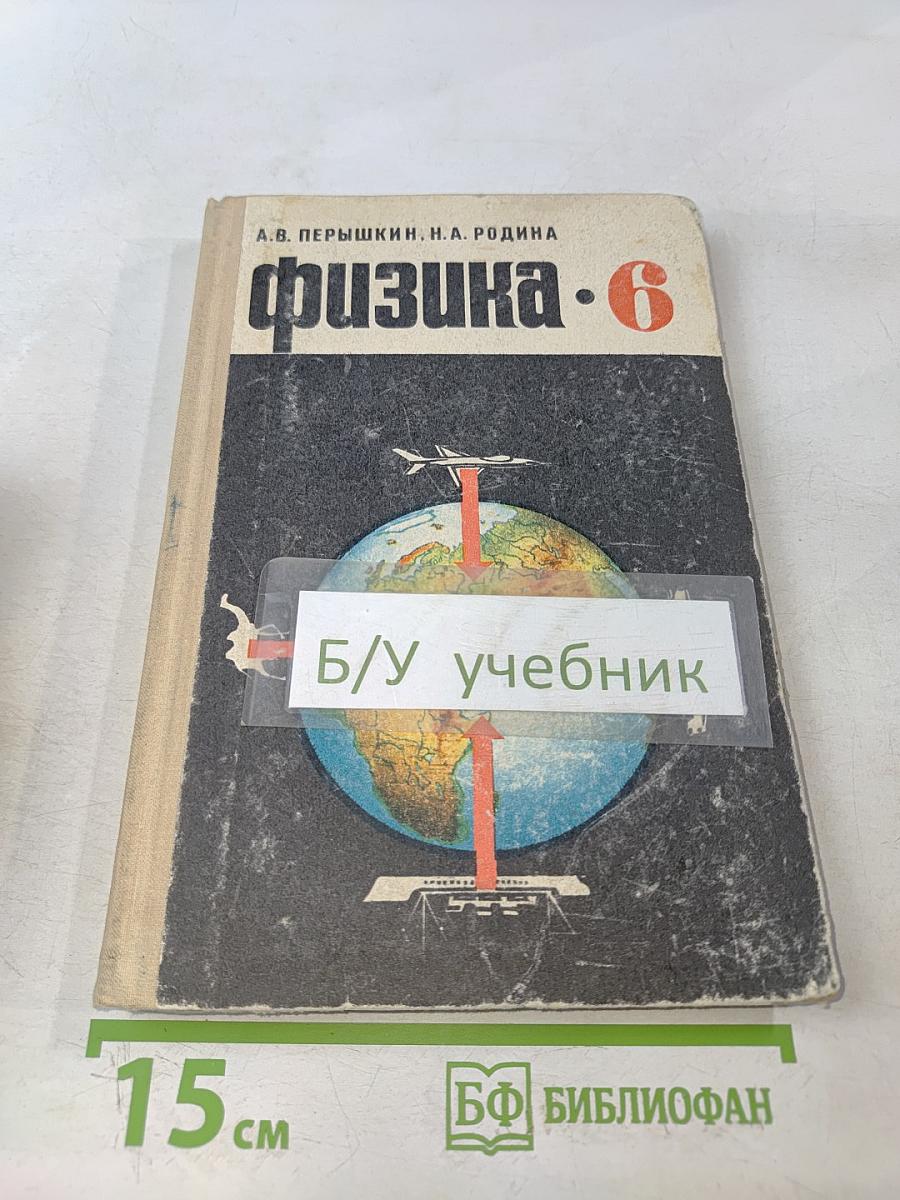 А.В. ПЕРЫШКИН, Н.А. РОДИНА
физика · 6
Б/У учебник
15 см
БФ БИБЛИОФАН